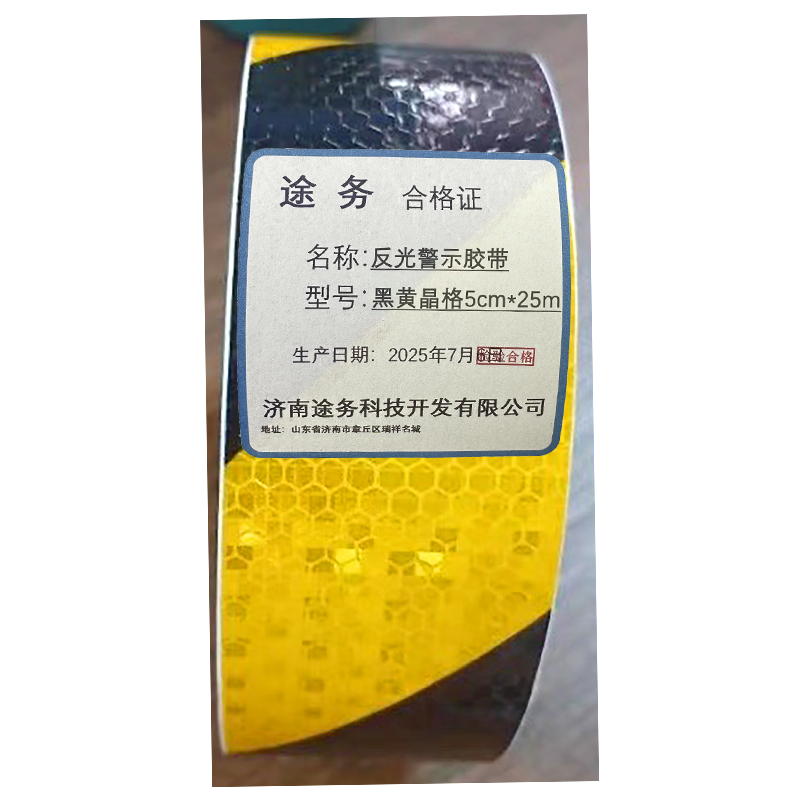 途务 合格证
名称:反光警示胶带
型号:黑黄晶格5cm*25m
生产日期: 2025年7月 日 检验合格
济南途务科技开发有限公司
地址: 山东省济南市章丘区瑞祥名城